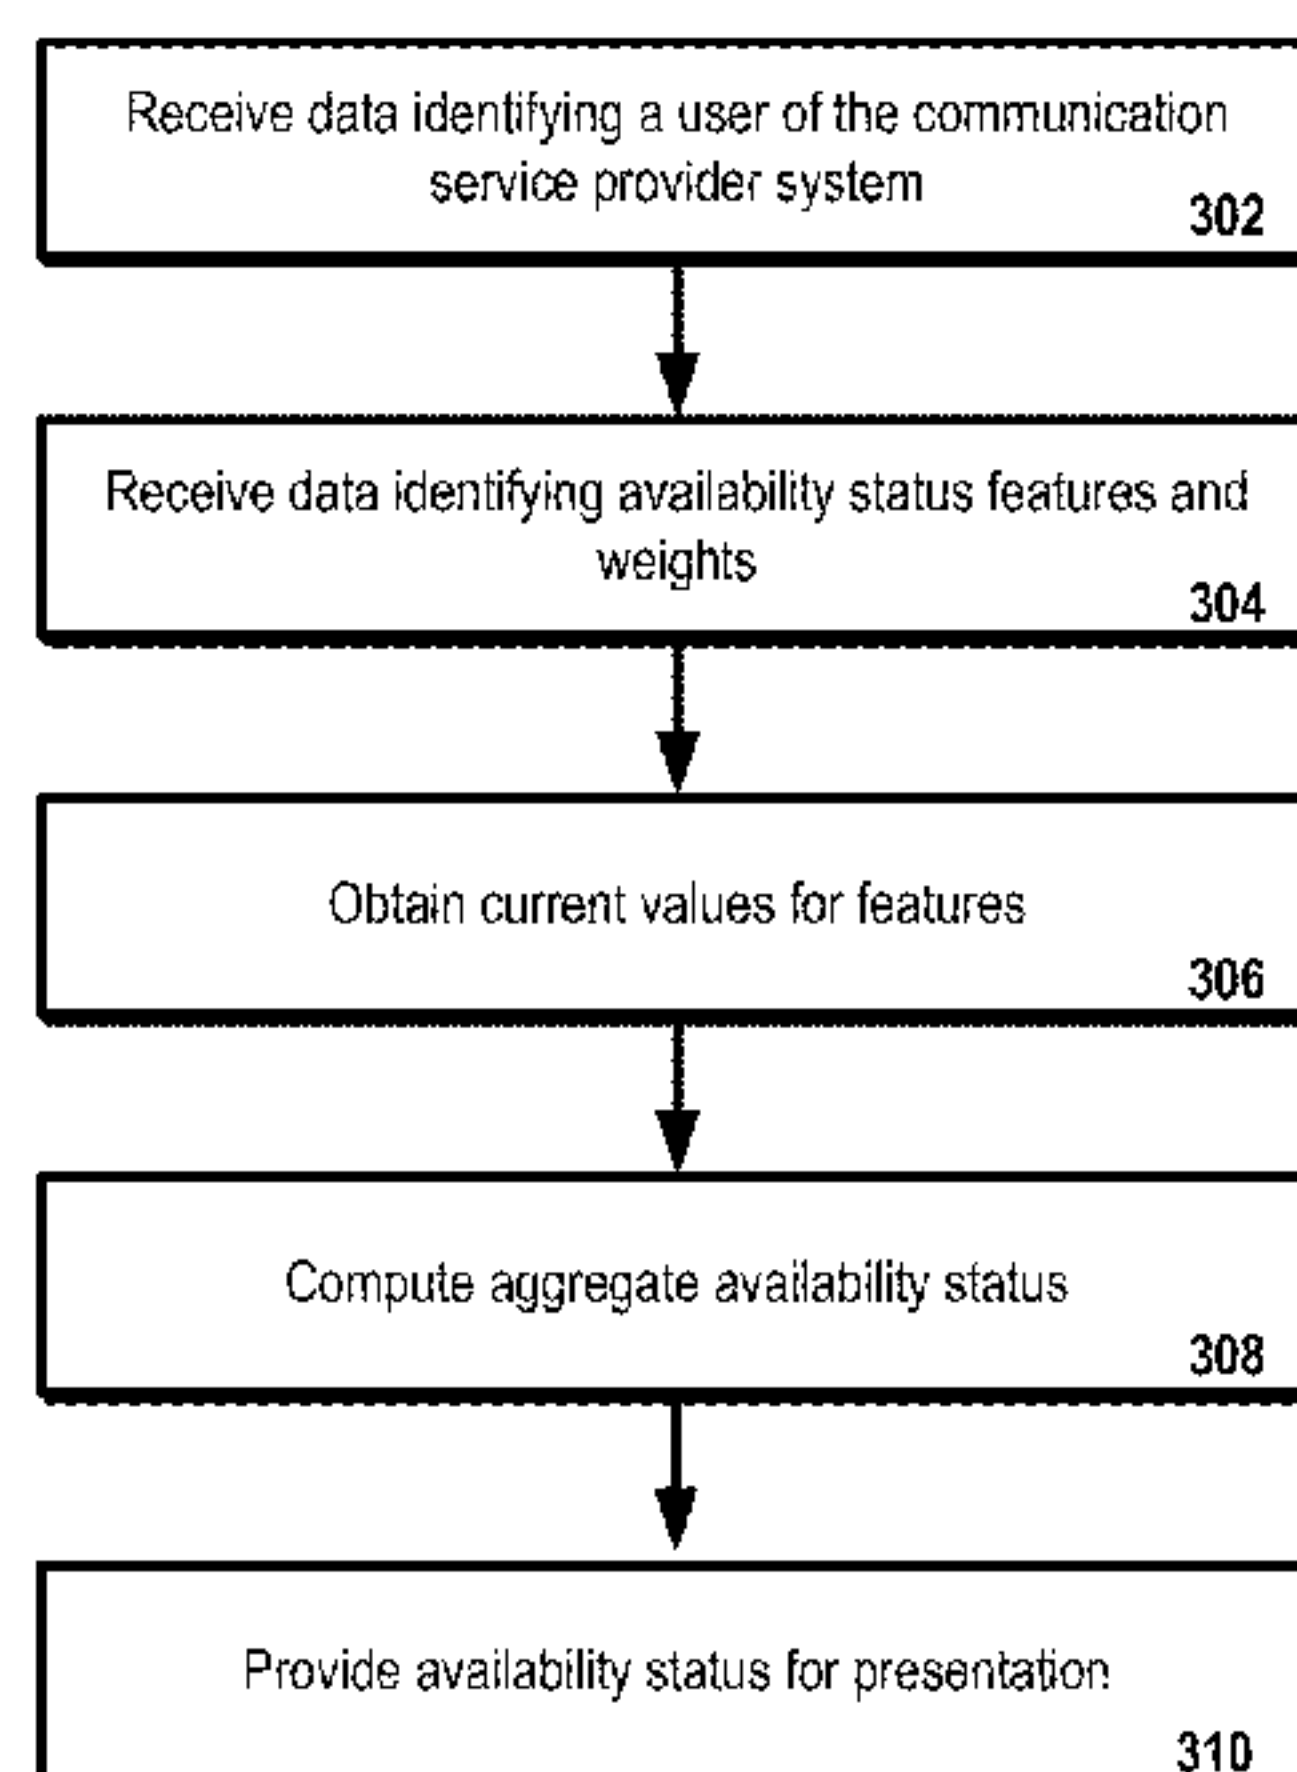 Receive data identifying a user of the communication
service provider system
302
Receive data identifying availability status features and
weights
304
Obtain current values for features
306
Compute aggregate availability status
308
Provide availability status for presentation
310